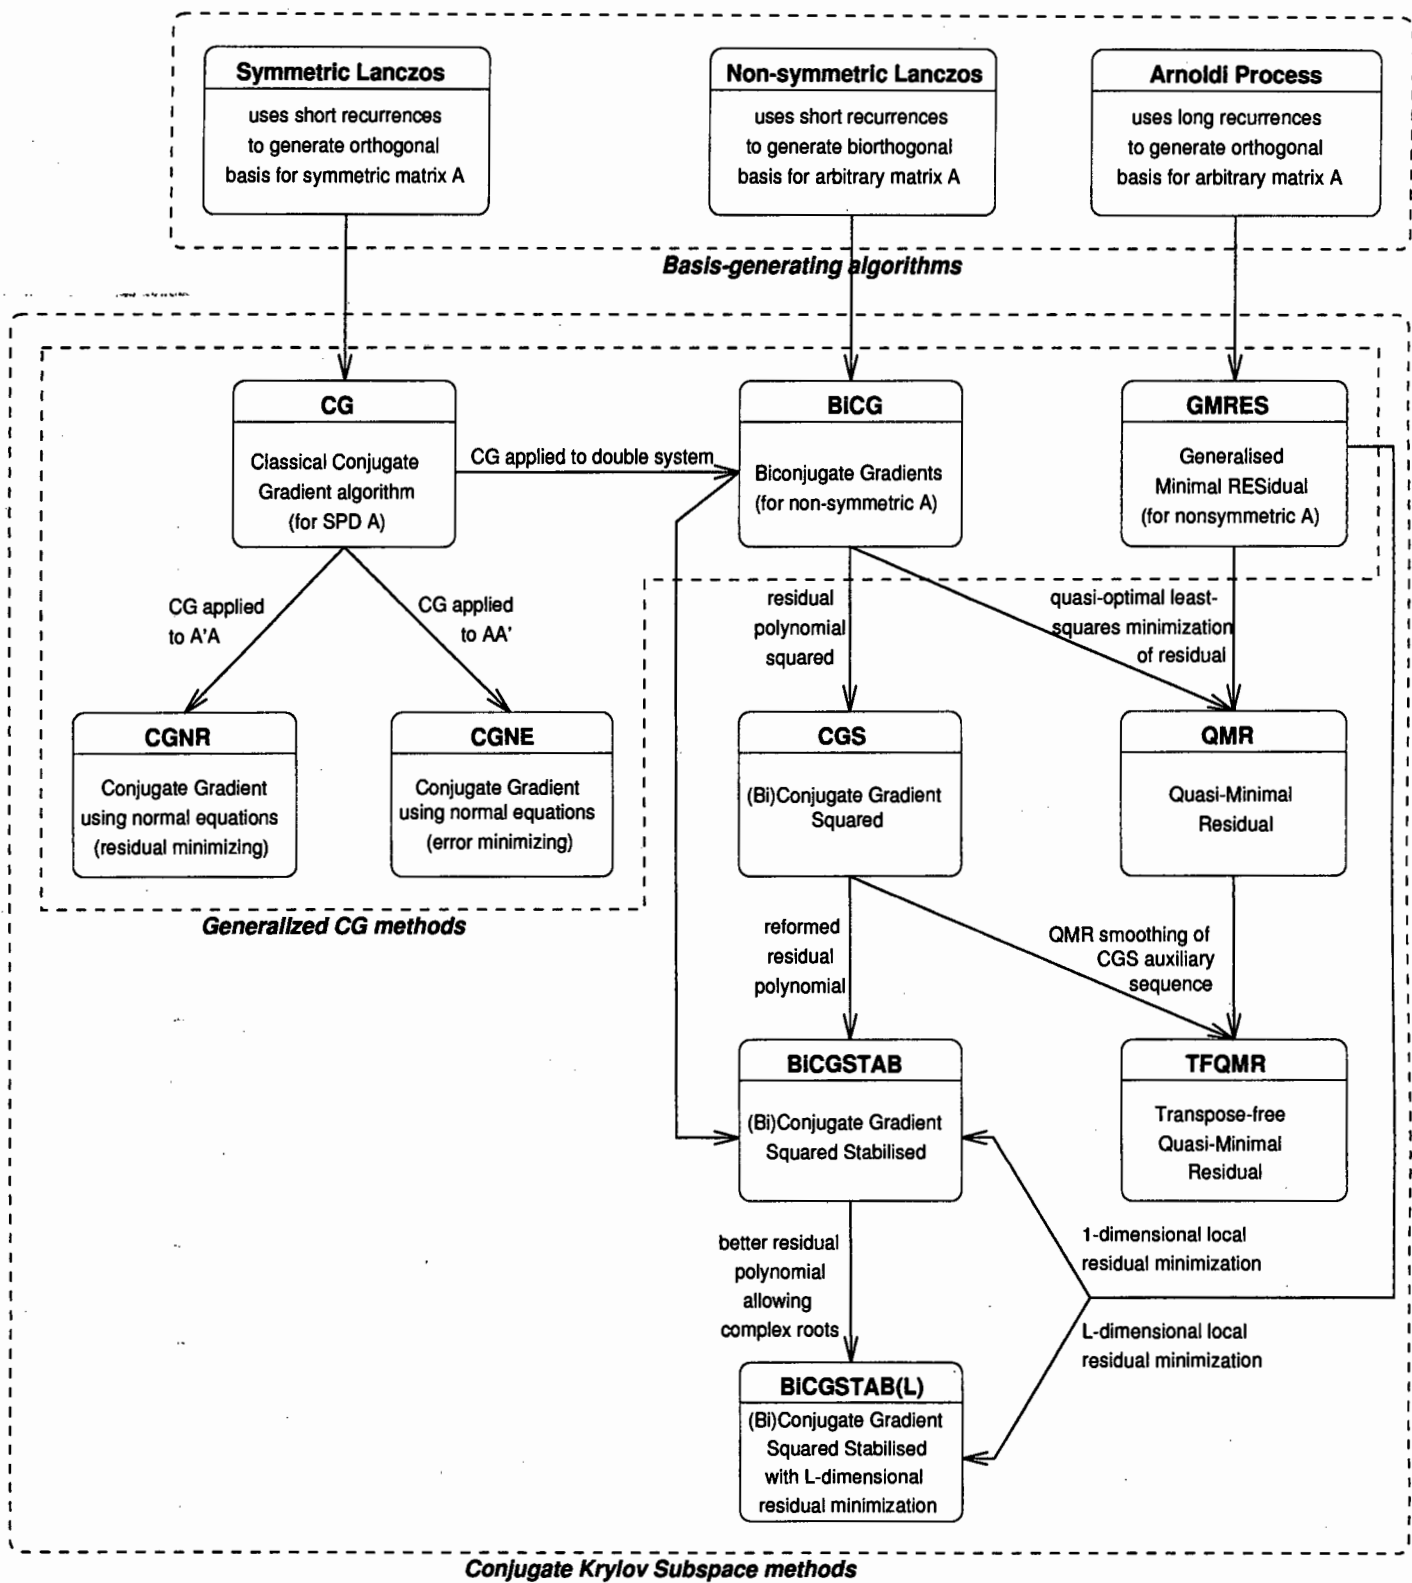 Symmetric Lanczos
uses short recurrences
to generate orthogonal
basis for symmetric matrix A
Non-symmetric Lanczos
uses short recurrences
to generate biorthogonal
basis for arbitrary matrix A
Arnoldi Process
uses long recurrences
to generate orthogonal
basis for arbitrary matrix A
Basis-generating algorithms
CG
Classical Conjugate
Gradient algorithm
(for SPD A)
CG applied to double system
BiCG
Biconjugate Gradients
(for non-symmetric A)
GMRES
Generalised
Minimal RESidual
(for nonsymmetric A)
CG applied
to A'A
CG applied
to AA'
residual
polynomial
squared
quasi-optimal least-
squares minimization
of residual
CGNR
Conjugate Gradient
using normal equations
(residual minimizing)
CGNE
Conjugate Gradient
using normal equations
(error minimizing)
CGS
(Bi)Conjugate Gradient
Squared
QMR
Quasi-Minimal
Residual
Generalized CG methods
reformed
residual
polynomial
QMR smoothing of
CGS auxiliary
sequence
BiCGSTAB
(Bi)Conjugate Gradient
Squared Stabilised
TFQMR
Transpose-free
Quasi-Minimal
Residual
better residual
polynomial
allowing
complex roots
1-dimensional local
residual minimization
L-dimensional local
residual minimization
BiCGSTAB(L)
(Bi)Conjugate Gradient
Squared Stabilised
with L-dimensional
residual minimization
Conjugate Krylov Subspace methods